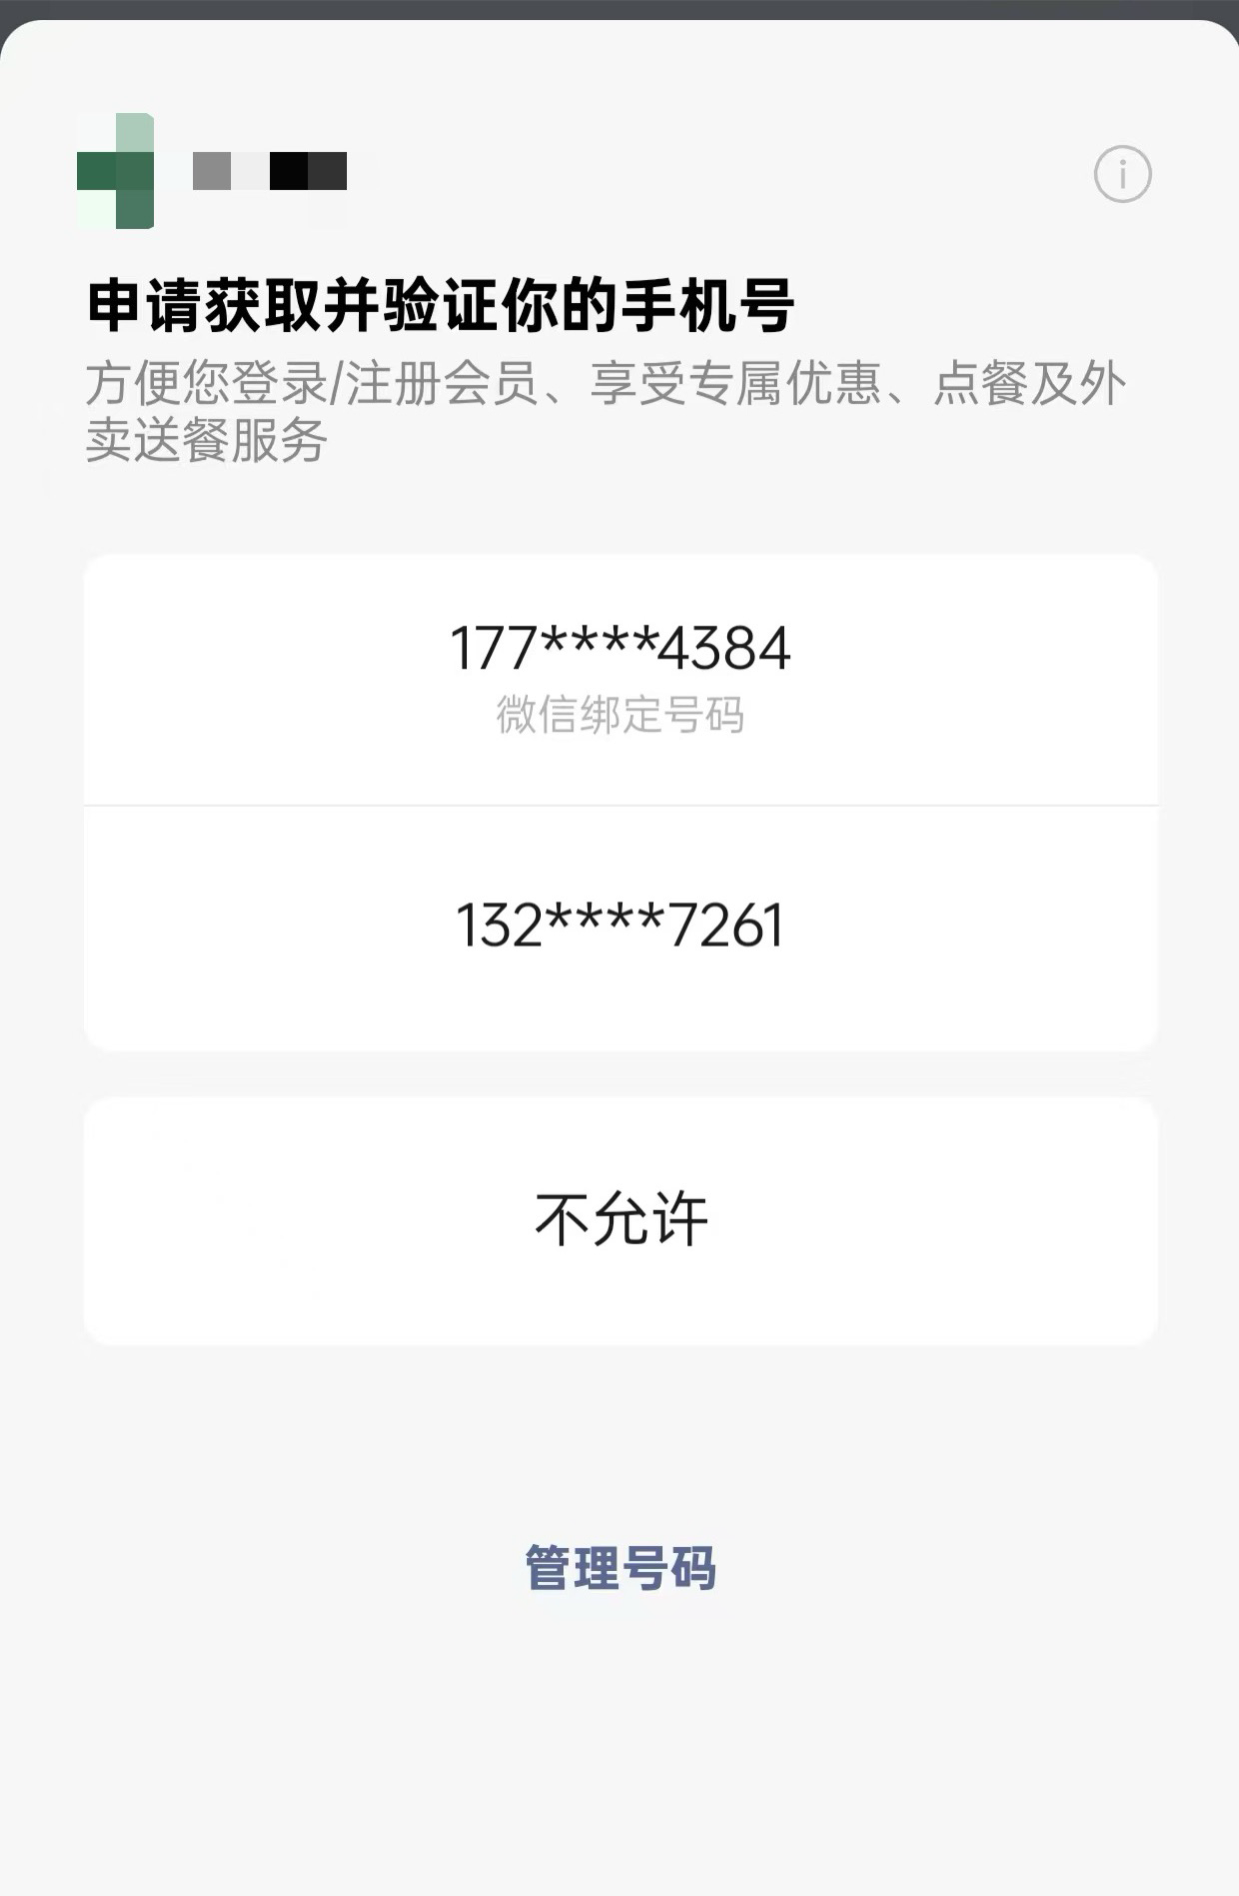 申请获取并验证你的手机号
方便您登录/注册会员、享受专属优惠、点餐及外
卖送餐服务
177****4384
微信绑定号码
132****7261
不允许
管理号码